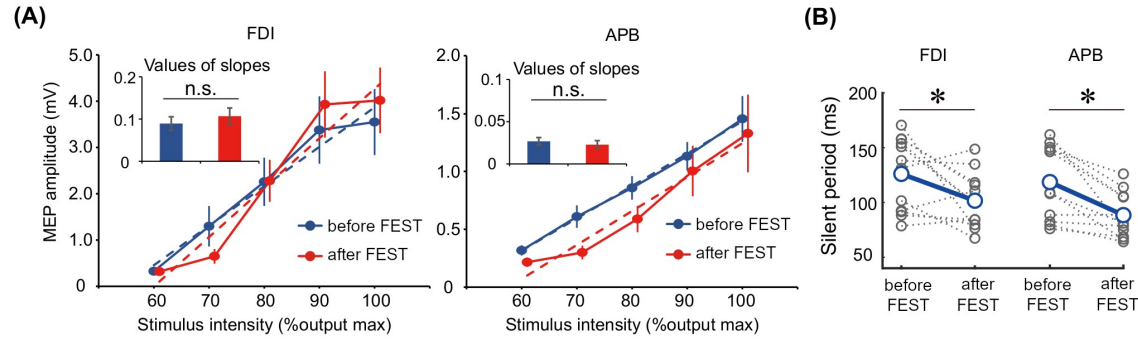 (A)
FDI
MEP amplitude (mV)
5.0
4.0
3.0
2.0
1.0
0
Values of slopes
n.s.
0.2
0.1
0
before FEST
after FEST
60 70 80 90 100
Stimulus intensity (%output max)
APB
2.0
1.5
1.0
0.5
0
Values of slopes
n.s.
0.1
0.05
0
before FEST
after FEST
60 70 80 90 100
Stimulus intensity (%output max)
(B)
FDI APB
Silent period (ms)
200
150
100
50
* *
before after before after
FEST FEST FEST FEST